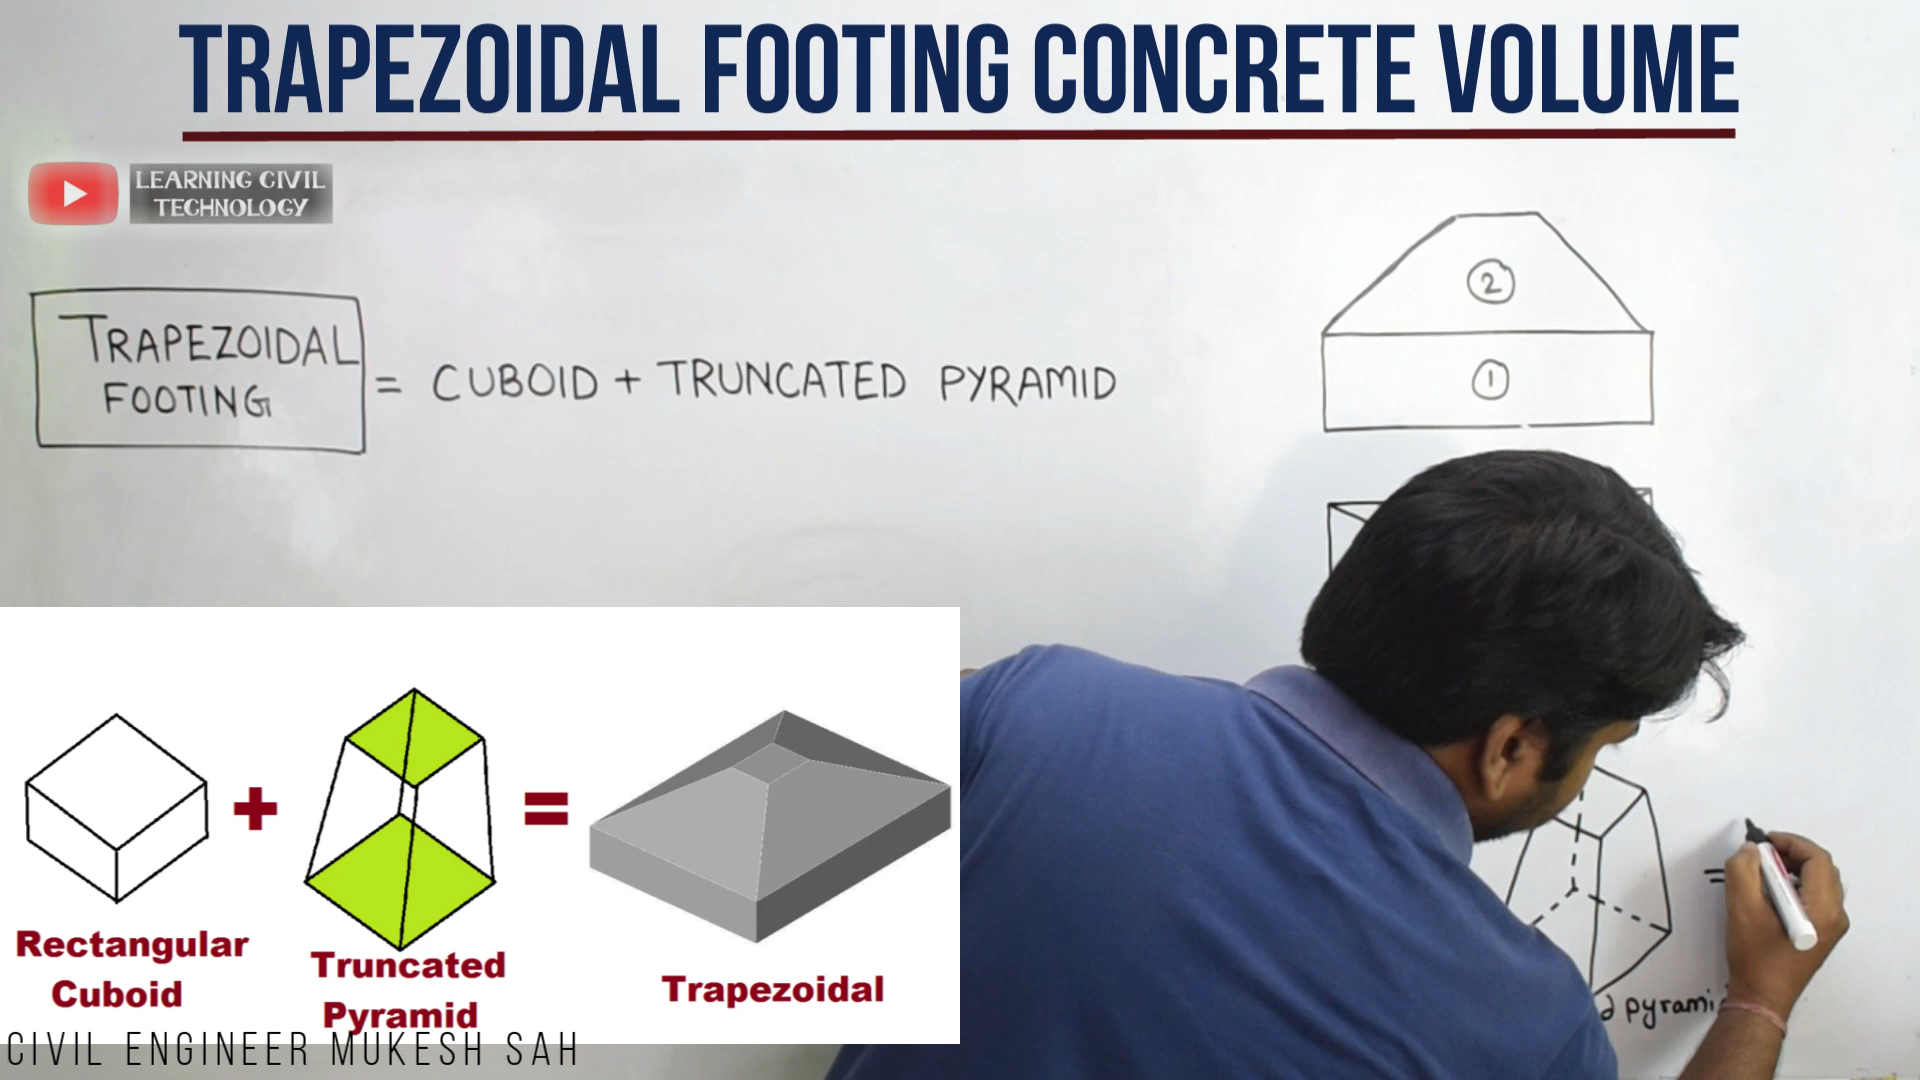 TRAPEZOIDAL FOOTING CONCRETE VOLUME
LEARNING CIVIL
TECHNOLOGY
TRAPEZOIDAL
FOOTING
= CUBOID + TRUNCATED PYRAMID
2
1
+
=
Rectangular
Cuboid
Truncated
Pyramid
Trapezoidal
=
CIVIL ENGINEER MUKESH SAH